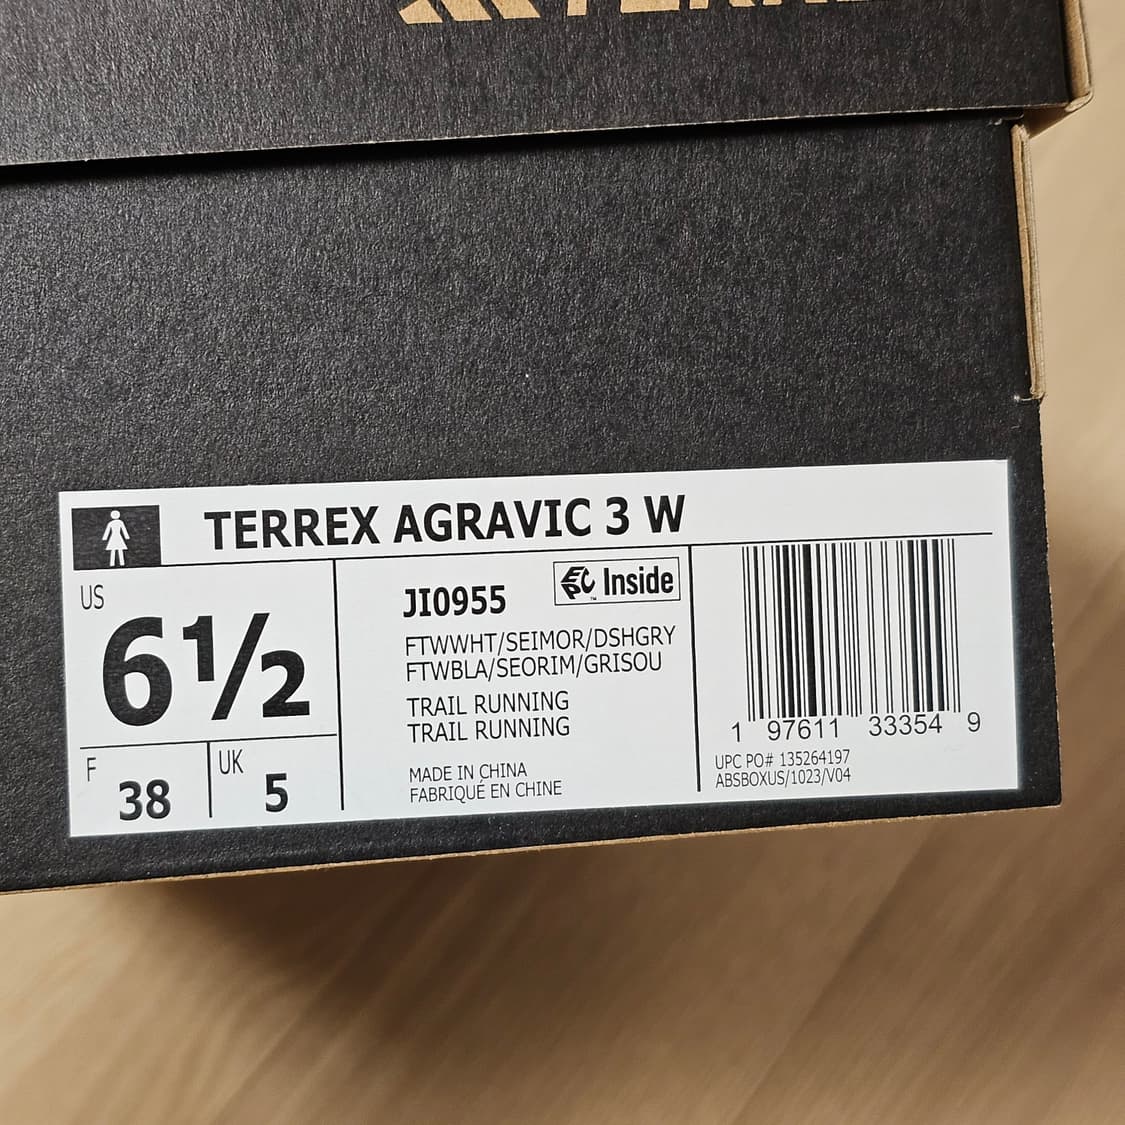 TERREX AGRAVIC 3 W
US
6½
F
38
UK
5
JI0955
Inside
FTWWHT/SEIMOR/DSHGRY
FTWBLA/SEORIM/GRISOU
TRAIL RUNNING
TRAIL RUNNING
MADE IN CHINA
FABRIQUÉ EN CHINE
1 97611 33354 9
UPC PO# 135264197
ABSBOXUS/1023/V04